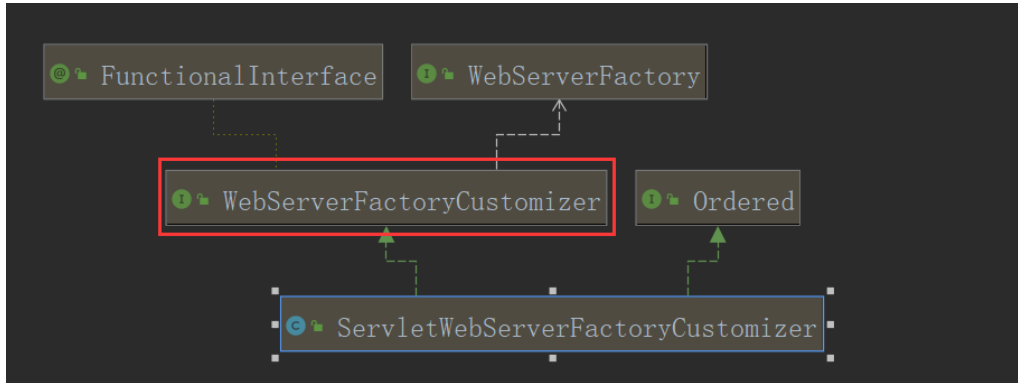 @ FunctionalInterface
I WebServerFactory
I WebServerFactoryCustomizer
I Ordered
C ServletWebServerFactoryCustomizer